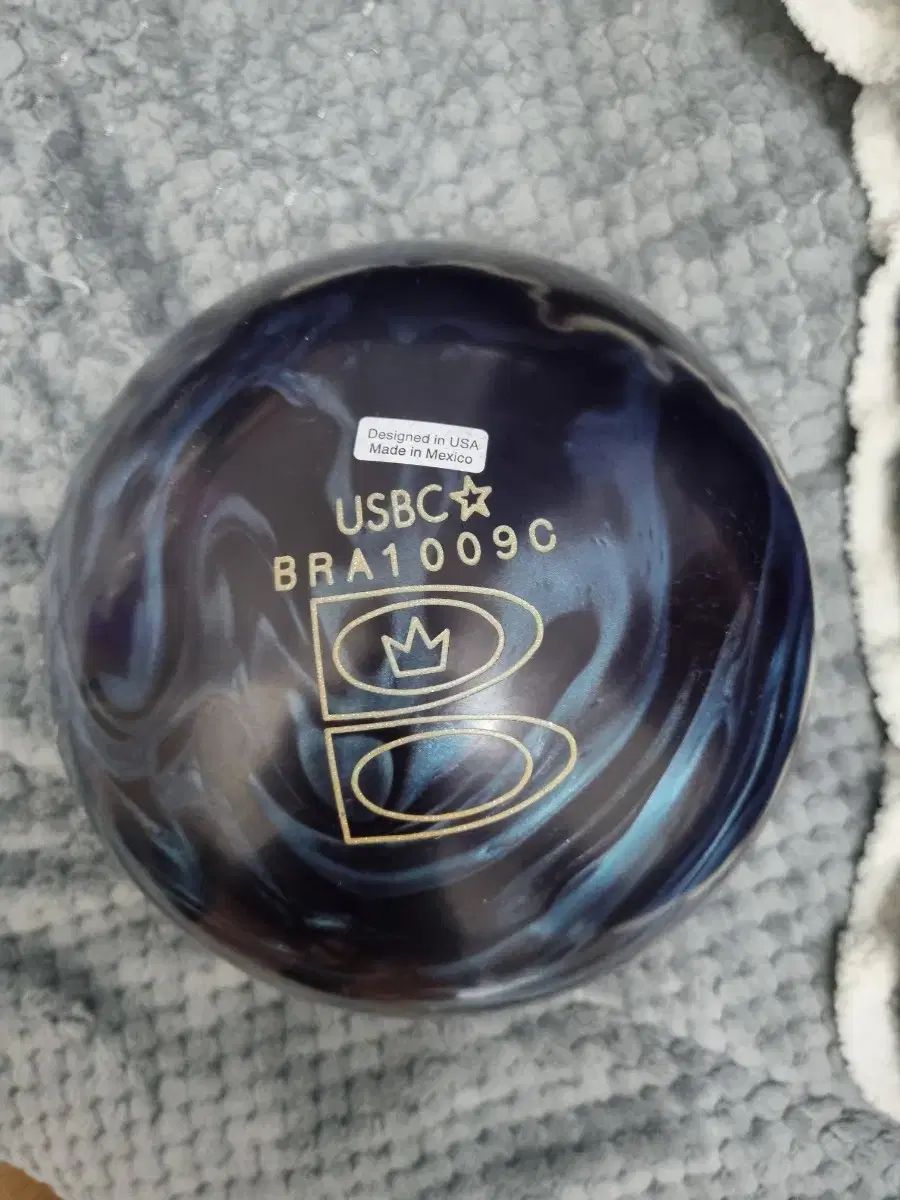 Designed in USA
Made in Mexico
USBC☆
BRA1009C